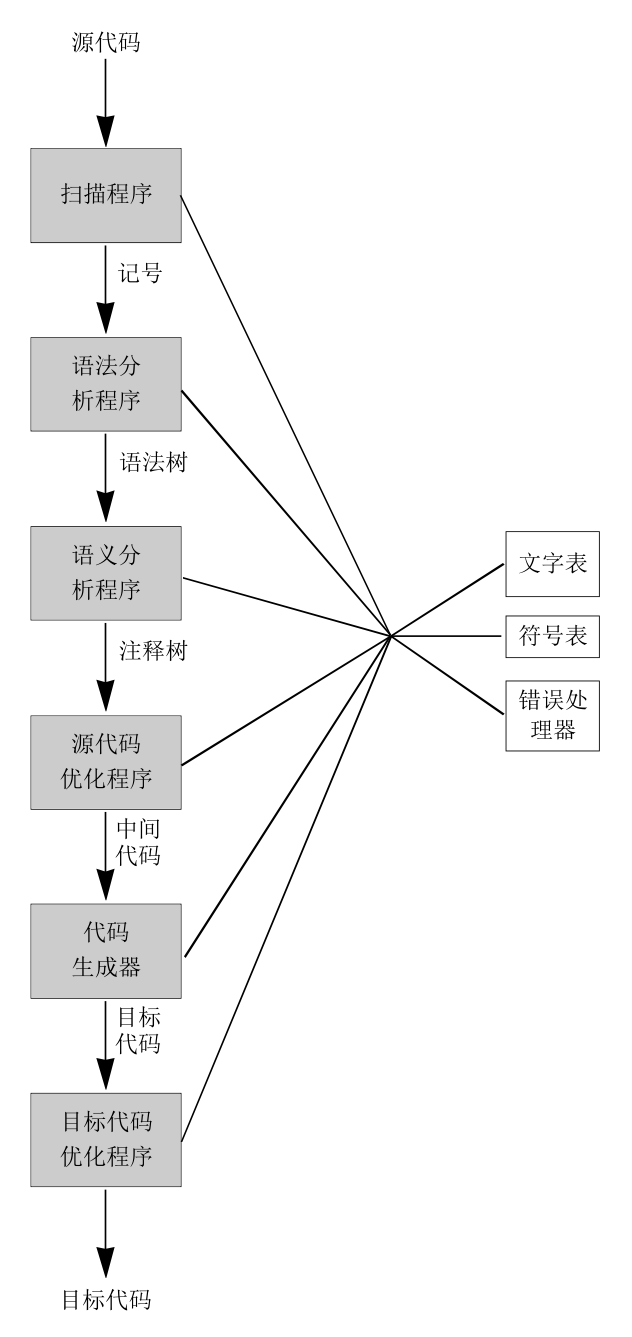 源代码
扫描程序
记号
语法分
析程序
语法树
语义分
析程序
注释树
文字表
符号表
错误处
理器
源代码
优化程序
中间
代码
代码
生成器
目标
代码
目标代码
优化程序
目标代码